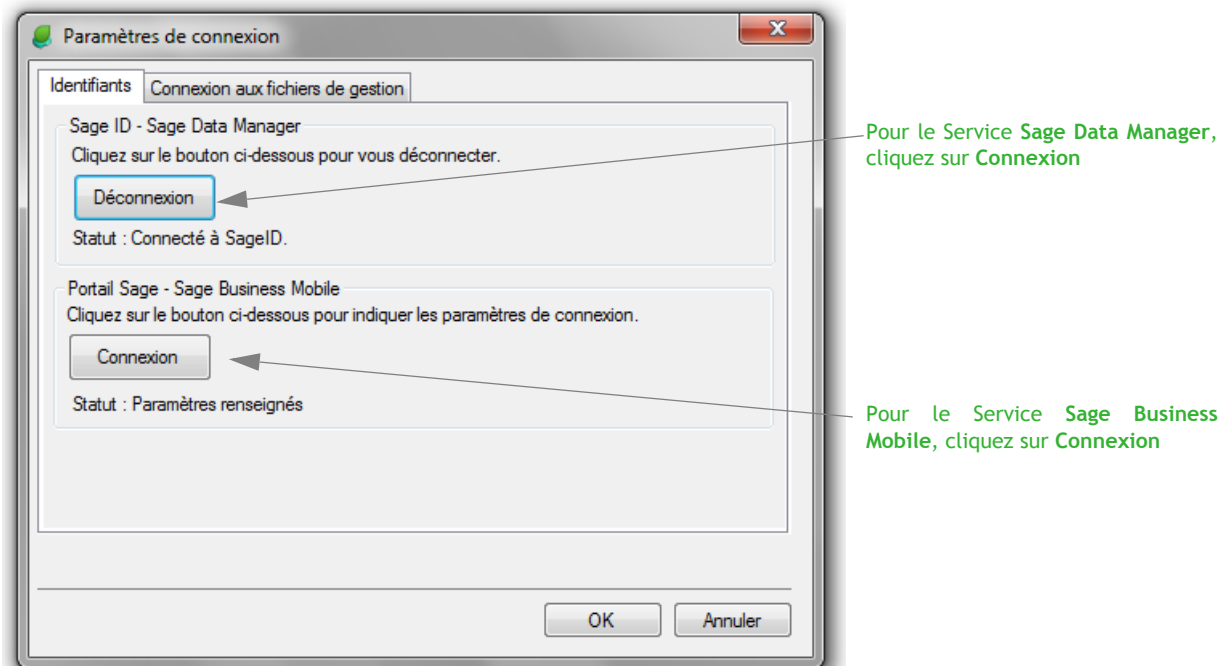 Paramètres de connexion
Identifiants
Connexion aux fichiers de gestion
Sage ID - Sage Data Manager
Cliquez sur le bouton ci-dessous pour vous déconnecter.
Déconnexion
Statut : Connecté à SageID.
Portail Sage - Sage Business Mobile
Cliquez sur le bouton ci-dessous pour indiquer les paramètres de connexion.
Connexion
Statut : Paramètres renseignés
OK
Annuler
Pour le Service Sage Data Manager,
cliquez sur Connexion
Pour le Service Sage Business
Mobile, cliquez sur Connexion